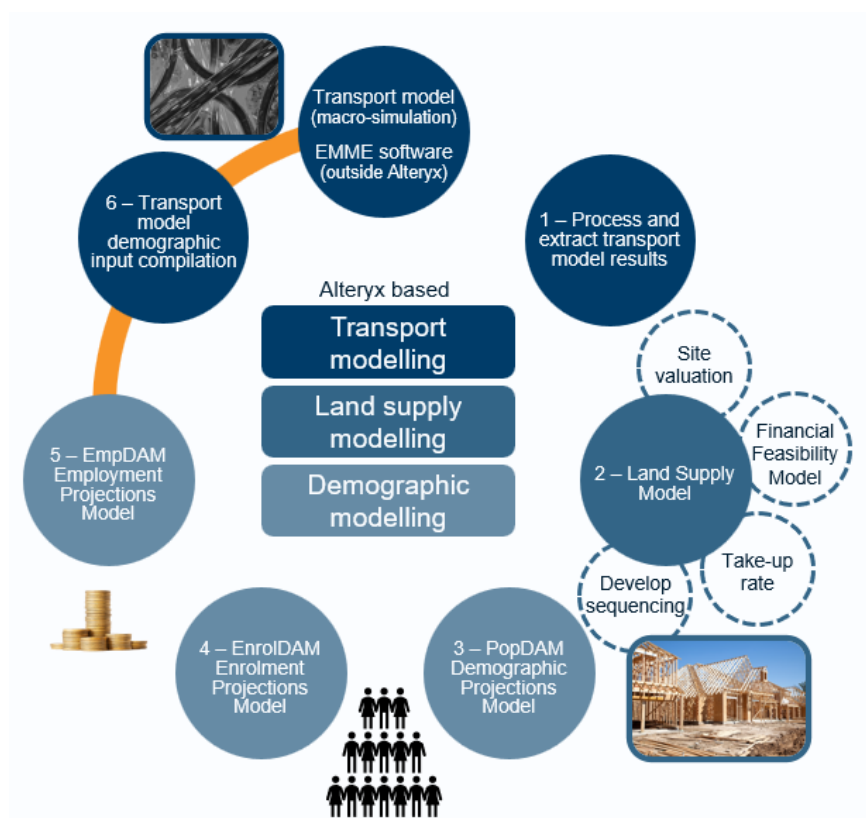 Transport model
(macro-simulation)
EMME software
(outside Alteryx)
6 – Transport
model
demographic
input compilation
1 – Process and
extract transport
model results
Alteryx based
Transport
modelling
Land supply
modelling
Demographic
modelling
Site
valuation
Financial
Feasibility
Model
2 – Land Supply
Model
Take-up
rate
Develop
sequencing
5 – EmpDAM
Employment
Projections
Model
4 – EnrolDAM
Enrolment
Projections
Model
3 – PopDAM
Demographic
Projections
Model